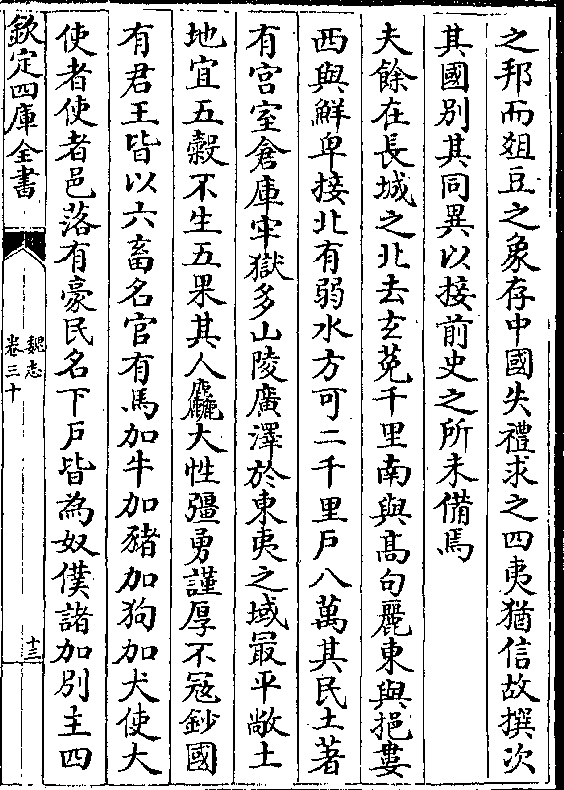 之邦而俎豆之象存中國失禮求之四夷猶信故撰次
其國別其同異以接前史之所未備焉
夫餘在長城之北去玄菟千里南與髙句麗東與挹婁
西與鮮卑接北有弱水方可二千里戶八萬其民土著
有宫室倉庫牢獄多山陵廣澤於東夷之域最平敞土
地宜五穀不生五果其人麤大性彊勇謹厚不冦鈔國
有君王皆以六畜名官有馬加牛加豬加狗加犬使大
使者使者邑落有豪民名下戶皆為奴僕諸加別主四
欽定四庫全書
魏志
卷三十
十三